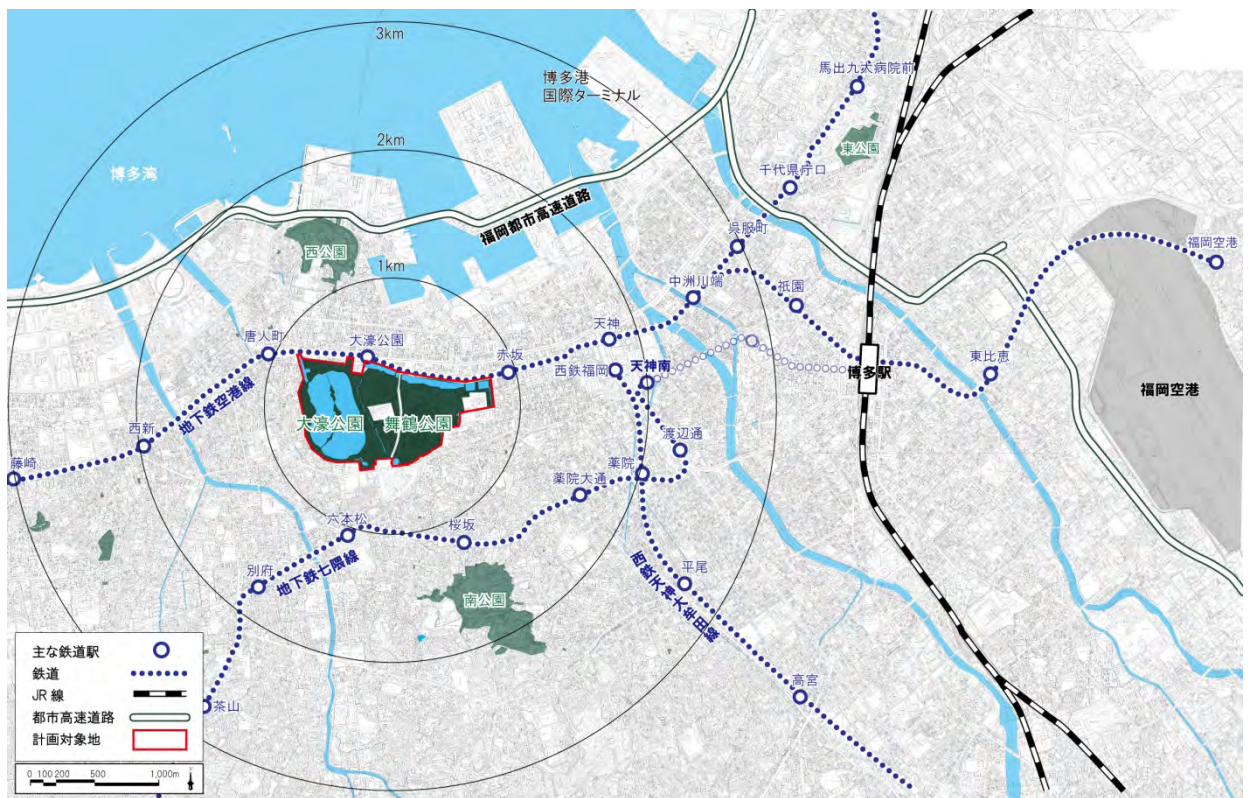 3km
博多港
国際ターミナル
馬出九大病院前
東公園
2km
博多湾
千代県庁口
福岡都市高速道路
西公園
呉服町
福岡空港
1km
中洲川端
祇園
天神
唐人町
大濠公園
赤坂
西鉄福岡
天神南
博多駅
東比恵
福岡空港
地下鉄空港線
大濠公園
舞鶴公園
西新
渡辺通
藤崎
薬院
薬院大通
六本松
桜坂
別府
地下鉄七隈線
平尾
西鉄天神大牟田線
南公園
高宮
茶山
主な鉄道駅
鉄道
JR線
都市高速道路
計画対象地
0 100 200 500 1,000m